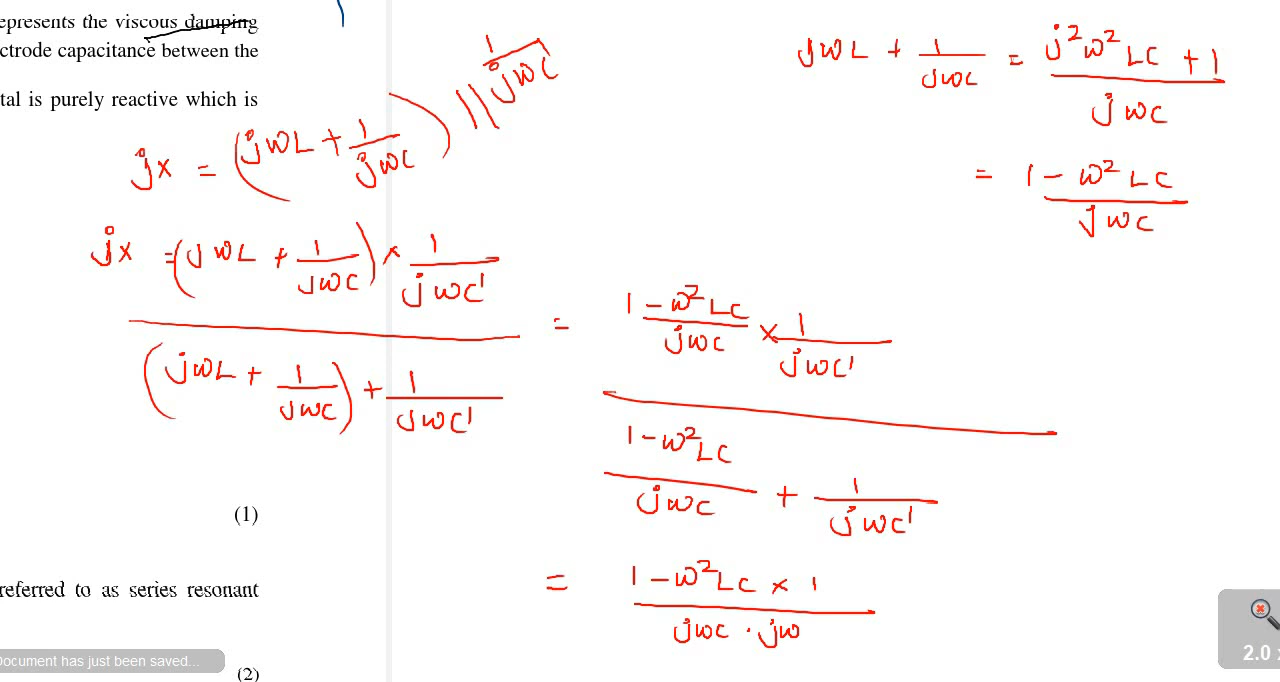 epresents the viscous damping
ctrode capacitance between the
tal is purely reactive which is
jωL + 1/jωC = j²ω²LC + 1/jωC
= 1 - ω²LC/jωC
jx = (jωL + 1/jωC) || 1/jωC
jx = (jωL + 1/jωC) × 1/jωC'
(jωL + 1/jωC) + 1/jωC'
= 1 - ω²LC/jωC × 1/jωC'
1 - ω²LC/jωC + 1/jωC'
(1)
= 1 - ω²LC × 1/jωC · jω
referred to as series resonant
Document has just been saved...
(2)
2.0 x